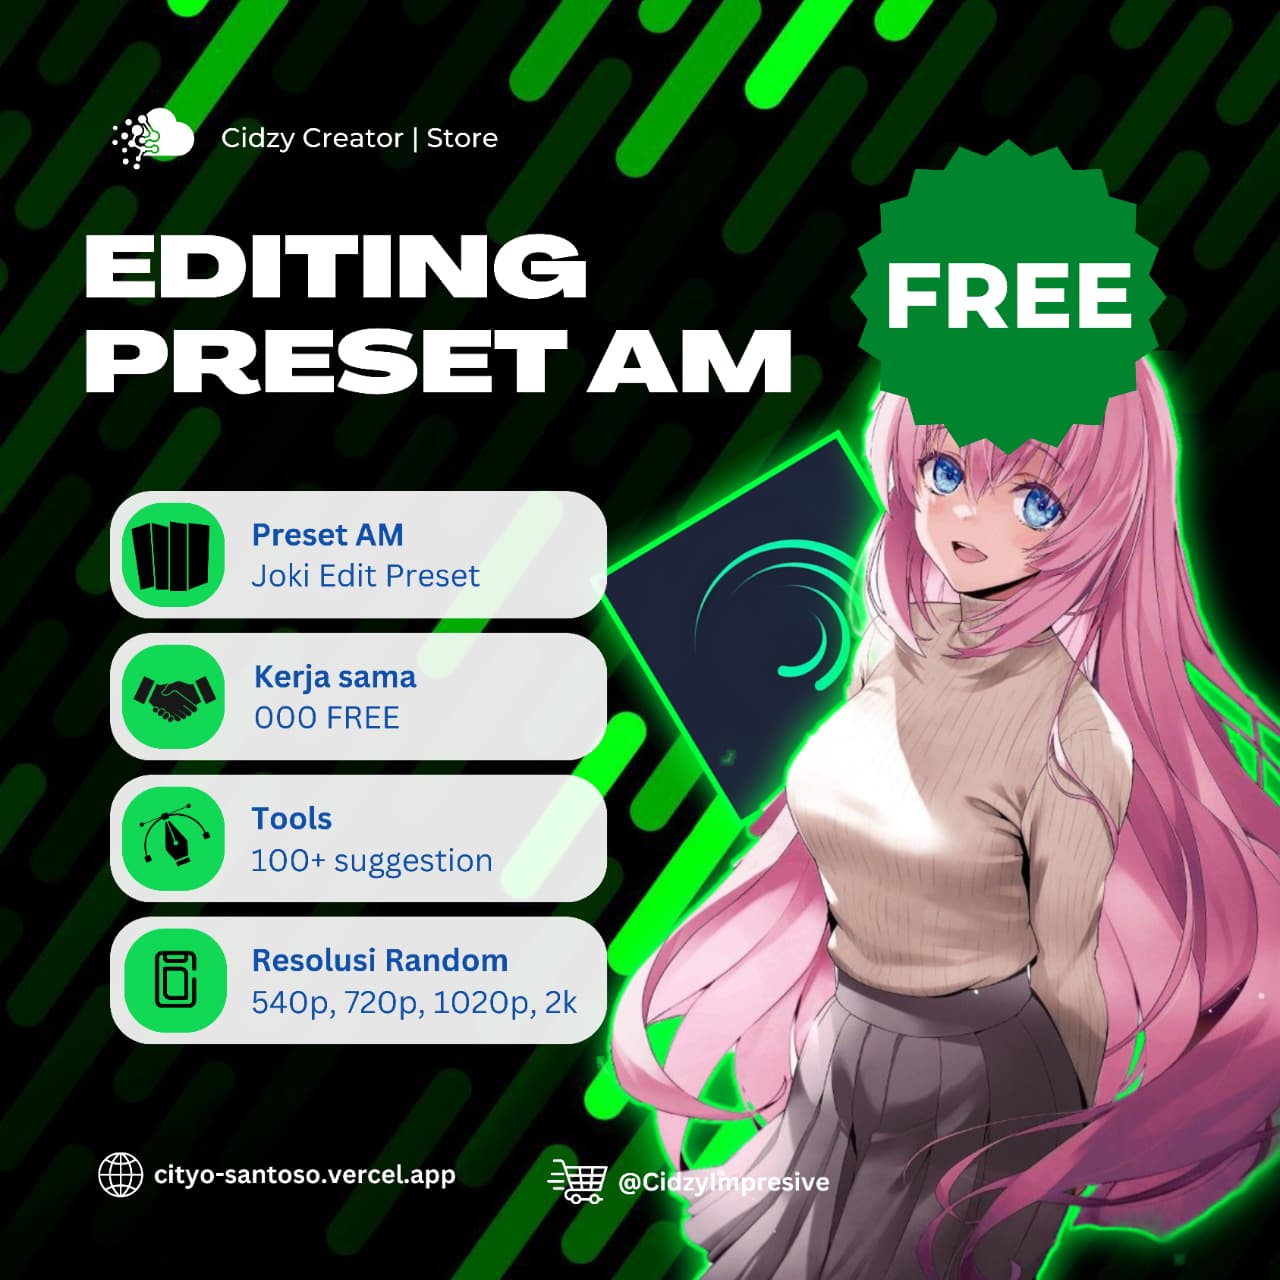 Cidzy Creator | Store
EDITING
PRESET AM
FREE
Preset AM
Joki Edit Preset
Kerja sama
000 FREE
Tools
100+ suggestion
Resolusi Random
540p, 720p, 1020p, 2k
cityo-santoso.vercel.app
@CidzyImpresive